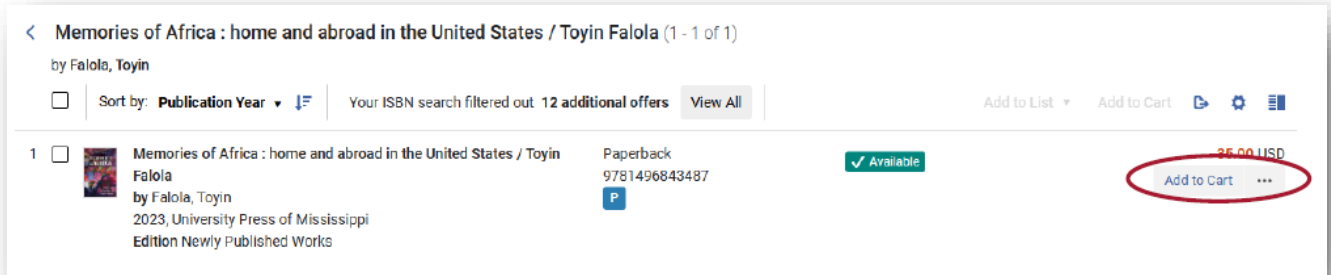 Memories of Africa : home and abroad in the United States / Toyin Falola (1 - 1 of 1)
by Falola, Toyin
Sort by: Publication Year Your ISBN search filtered out 12 additional offers View All Add to List Add to Cart
1 Memories of Africa : home and abroad in the United States / Toyin Paperback Available 35.00 USD
Falola 9781496843487 Add to Cart ...
by Falola, Toyin P
2023, University Press of Mississippi
Edition Newly Published Works